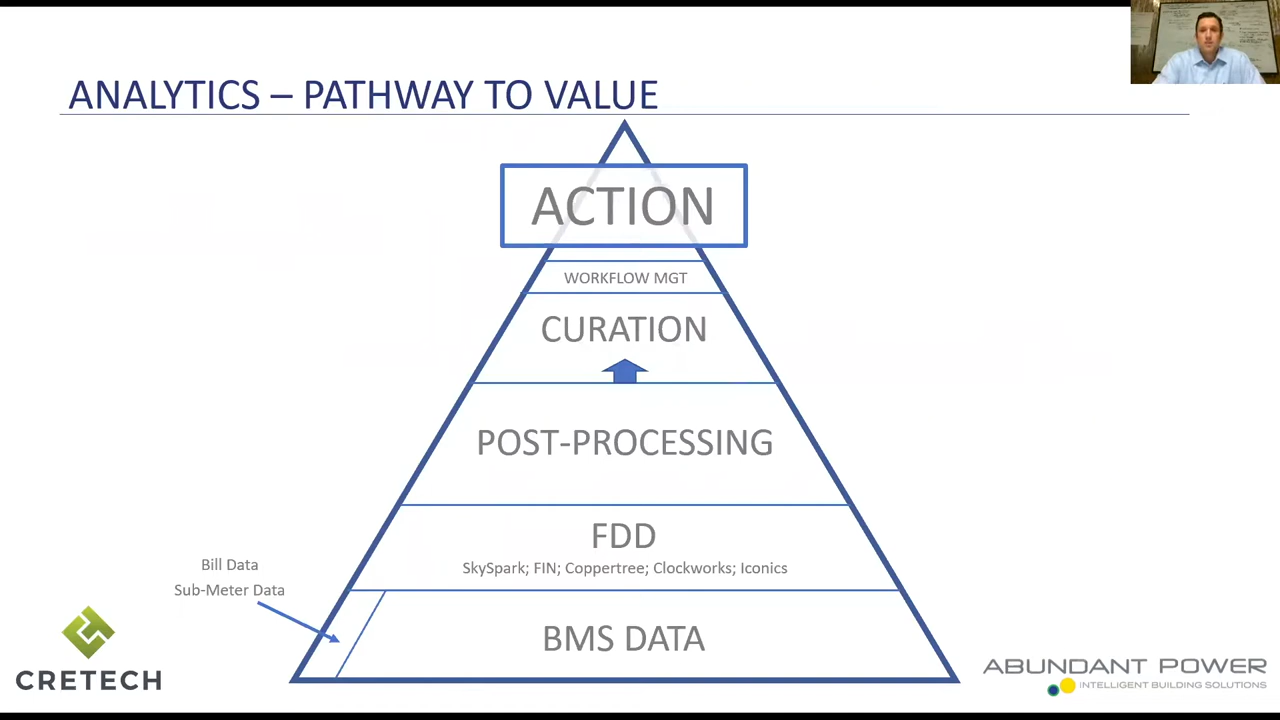 ANALYTICS – PATHWAY TO VALUE
ACTION
WORKFLOW MGT
CURATION
POST-PROCESSING
FDD
SkySpark; FIN; Coppertree; Clockworks; Iconics
Bill Data
Sub-Meter Data
BMS DATA
CRETECH
ABUNDANT POWER
INTELLIGENT BUILDING SOLUTIONS